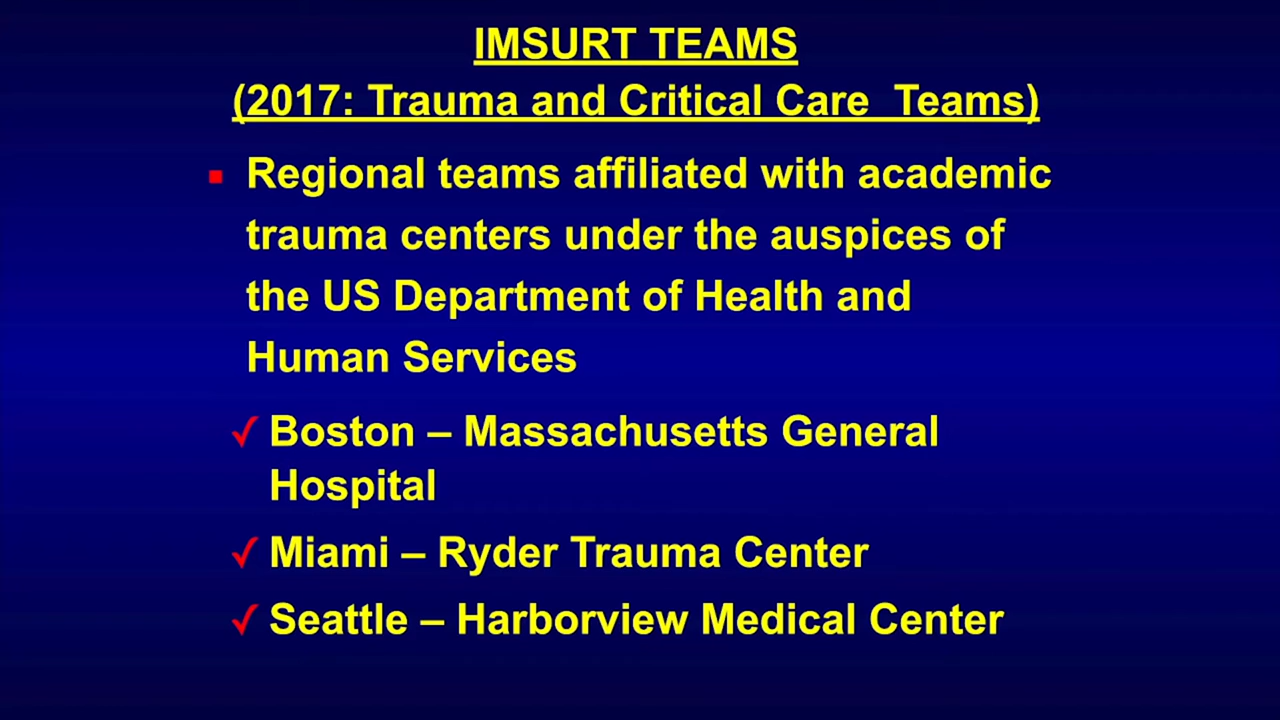 IMSURT TEAMS
(2017: Trauma and Critical Care Teams)
Regional teams affiliated with academic
trauma centers under the auspices of
the US Department of Health and
Human Services
Boston – Massachusetts General
Hospital
Miami – Ryder Trauma Center
Seattle – Harborview Medical Center